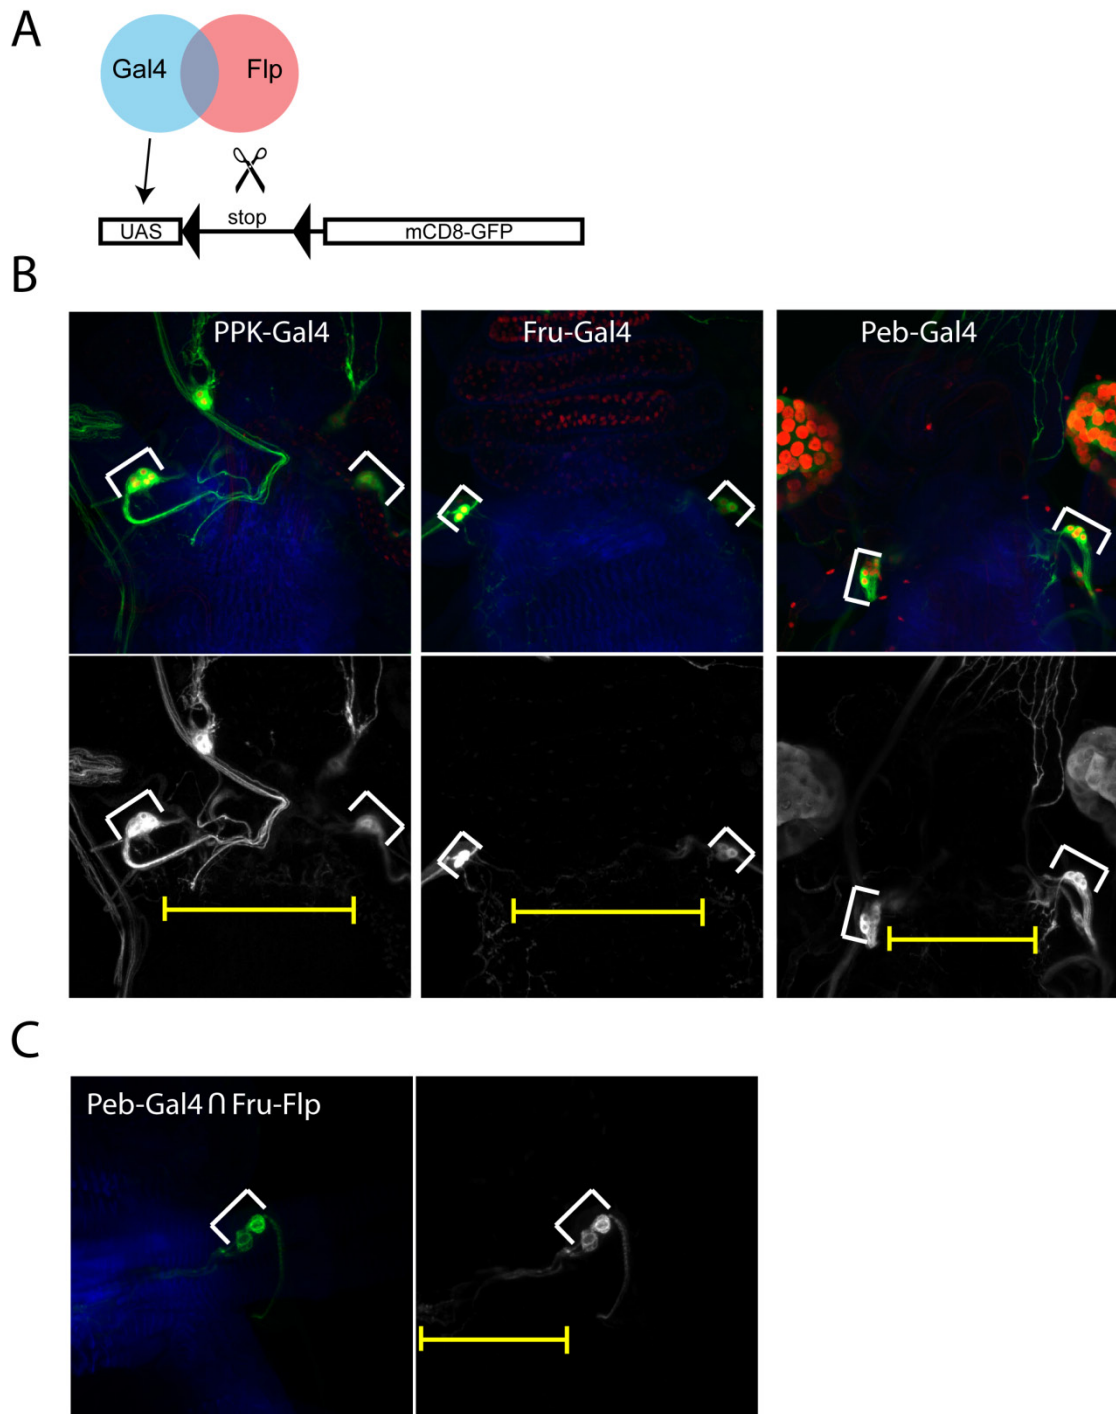 A
Gal4 Flp
stop
UAS mCD8-GFP
B
PPK-Gal4 Fru-Gal4 Peb-Gal4
C
Peb-Gal4 ∩ Fru-Flp